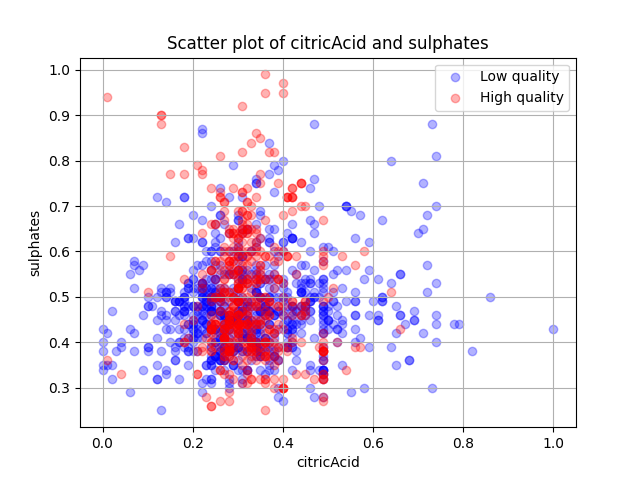 Scatter plot of citricAcid and sulphates
Low quality
High quality
1.0
0.9
0.8
0.7
0.6
0.5
0.4
0.3
sulphates
0.0 0.2 0.4 0.6 0.8 1.0
citricAcid